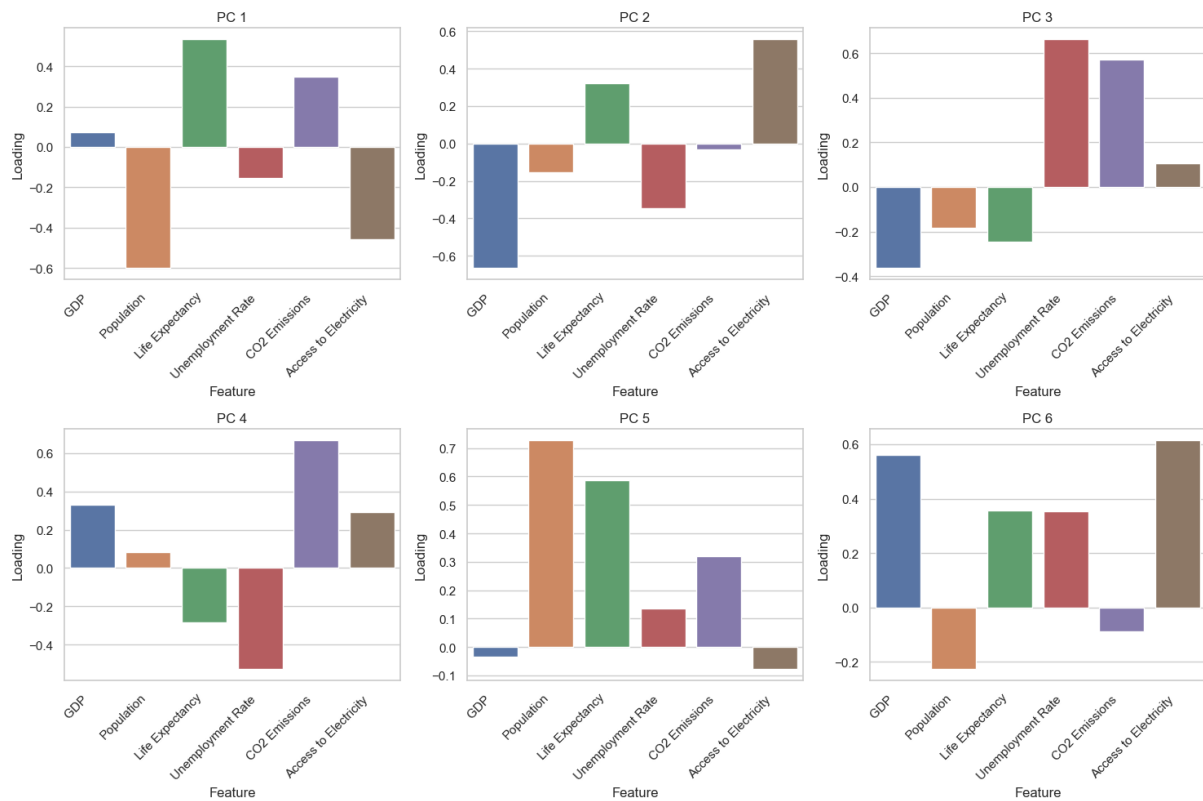 PC 1
0.4
0.2
0.0
−0.2
−0.4
−0.6
Loading
GDP
Population
Life Expectancy
Unemployment Rate
CO2 Emissions
Access to Electricity
Feature
PC 2
0.6
0.4
0.2
0.0
−0.2
−0.4
−0.6
Loading
GDP
Population
Life Expectancy
Unemployment Rate
CO2 Emissions
Access to Electricity
Feature
PC 3
0.6
0.4
0.2
0.0
−0.2
−0.4
Loading
GDP
Population
Life Expectancy
Unemployment Rate
CO2 Emissions
Access to Electricity
Feature
PC 4
0.6
0.4
0.2
0.0
−0.2
−0.4
Loading
GDP
Population
Life Expectancy
Unemployment Rate
CO2 Emissions
Access to Electricity
Feature
PC 5
0.7
0.6
0.5
0.4
0.3
0.2
0.1
0.0
−0.1
Loading
GDP
Population
Life Expectancy
Unemployment Rate
CO2 Emissions
Access to Electricity
Feature
PC 6
0.6
0.4
0.2
0.0
−0.2
Loading
GDP
Population
Life Expectancy
Unemployment Rate
CO2 Emissions
Access to Electricity
Feature